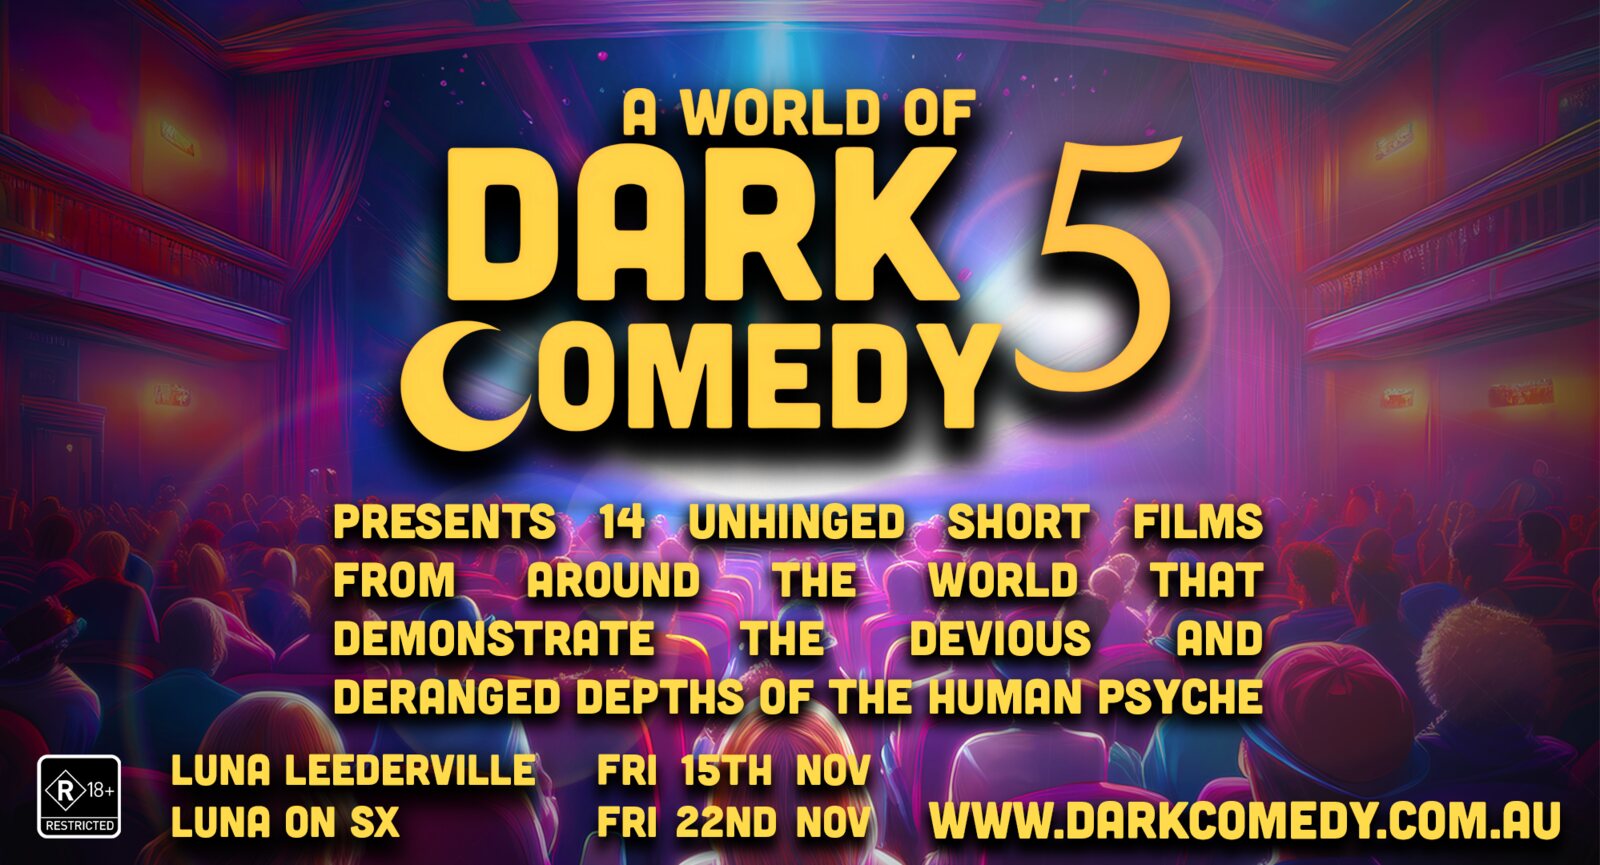 A WORLD OF
DARK 5
COMEDY
PRESENTS 14 UNHINGED SHORT FILMS
FROM AROUND THE WORLD THAT
DEMONSTRATE THE DEVIOUS AND
DERANGED DEPTHS OF THE HUMAN PSYCHE
R 18+
RESTRICTED
LUNA LEEDERVILLE FRI 15TH NOV
LUNA ON SX FRI 22ND NOV
WWW.DARKCOMEDY.COM.AU